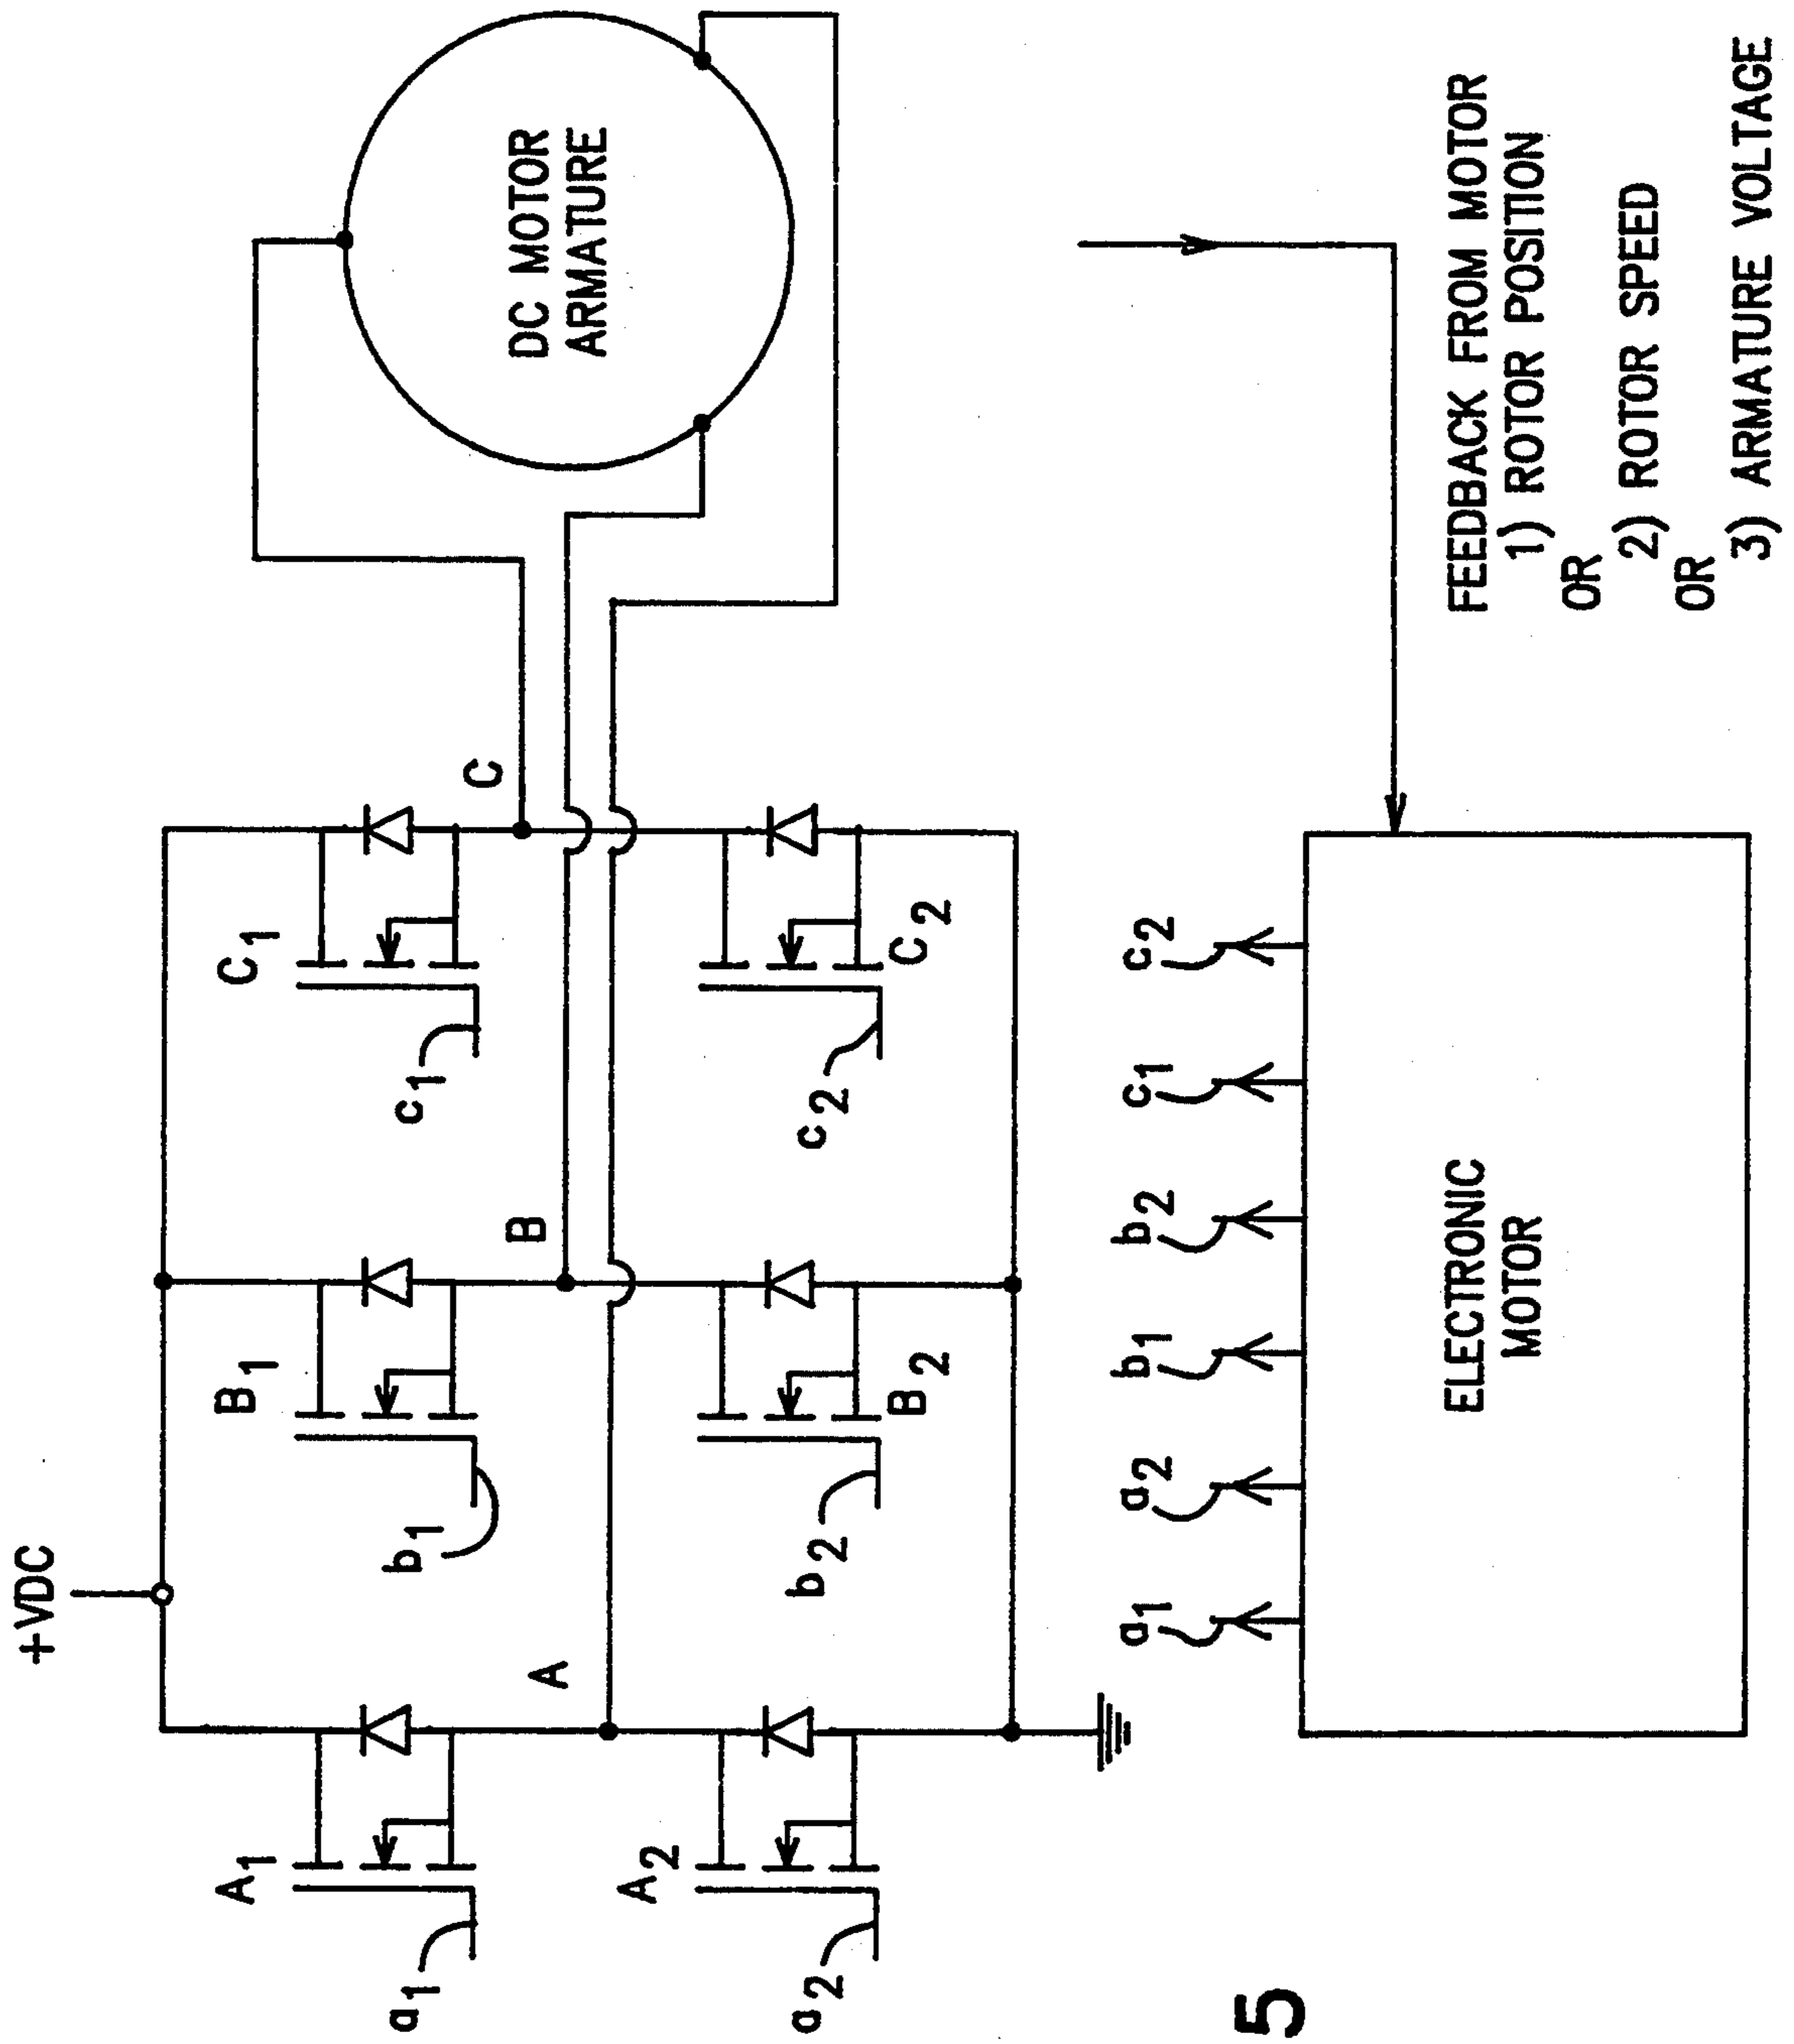 +VDC
A1
a1
A2
a2
A
B1
b1
B2
b2
B
C1
c1
C2
c2
C
DC MOTOR
ARMATURE
a1
a2
b1
b2
c1
c2
ELECTRONIC
MOTOR
FEEDBACK FROM MOTOR
1) ROTOR POSITION
OR
2) ROTOR SPEED
OR
3) ARMATURE VOLTAGE
5